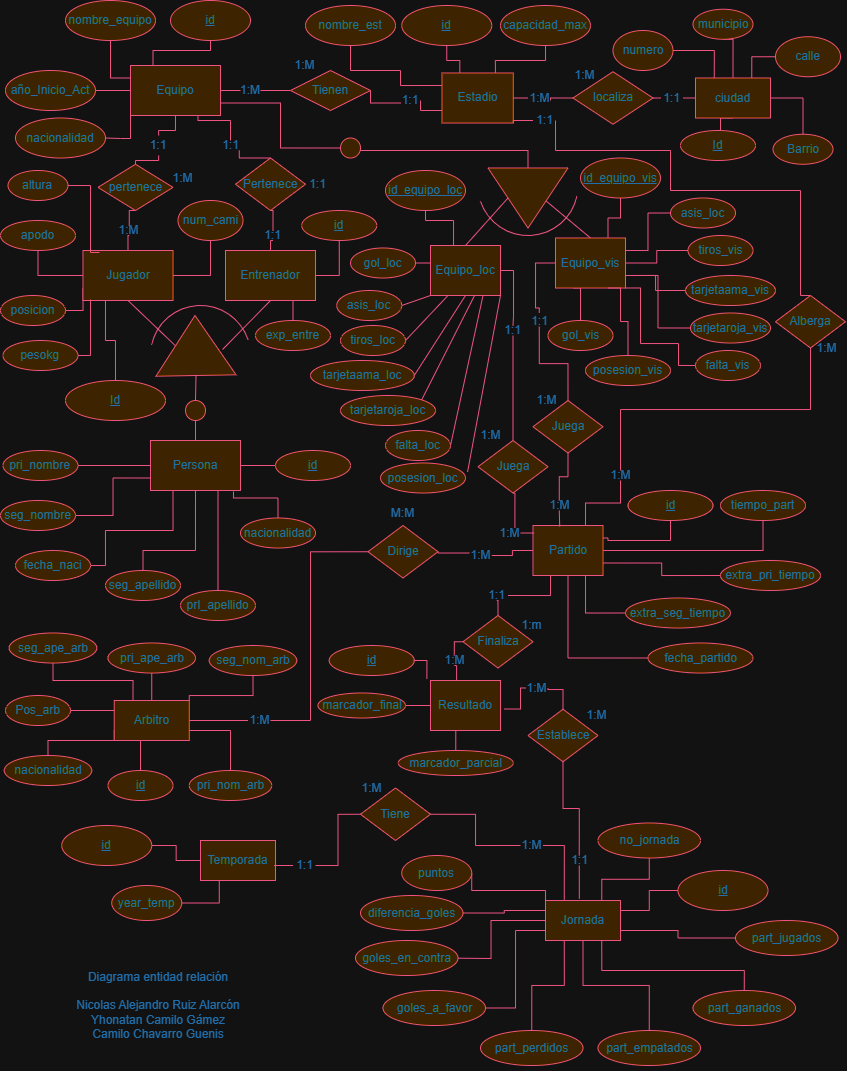 nombre_equipo
id
nombre_est
id
capacidad_max
municipio
numero
calle
1:M
1:M
año_Inicio_Act
Equipo
1:M
Tienen
1:1
Estadio
1:M
localiza
1:1
ciudad
1:1
nacionalidad
1:1
1:1
Id
Barrio
altura
pertenece
1:M
Pertenece
1:1
id_equipo_loc
id_equipo_vis
num_cami
id
asis_loc
apodo
1:M
1:1
gol_loc
Equipo_loc
Equipo_vis
tiros_vis
Jugador
Entrenador
tarjetaama_vis
posicion
asis_loc
1:1
1:1
tarjetaroja_vis
Alberga
exp_entre
tiros_loc
gol_vis
1:M
pesokg
tarjetaama_loc
posesion_vis
falta_vis
Id
tarjetaroja_loc
1:M
1:M
Juega
falta_loc
pri_nombre
Persona
id
posesion_loc
Juega
1:M
seg_nombre
M:M
1:M
id
tiempo_part
nacionalidad
1:M
fecha_naci
Dirige
1:M
Partido
seg_apellido
extra_pri_tiempo
prI_apellido
1:1
extra_seg_tiempo
1:m
Finaliza
seg_ape_arb
pri_ape_arb
seg_nom_arb
id
1:M
fecha_partido
1:M
Pos_arb
Arbitro
1:M
marcador_final
Resultado
1:M
Establece
nacionalidad
id
pri_nom_arb
marcador_parcial
1:M
Tiene
id
Temporada
1:1
1:M
1:1
no_jornada
year_temp
puntos
id
diferencia_goles
Jornada
part_jugados
goles_en_contra
goles_a_favor
part_ganados
part_perdidos
part_empatados
Diagrama entidad relación
Nicolas Alejandro Ruiz Alarcón
Yhonatan Camilo Gámez
Camilo Chavarro Guenis